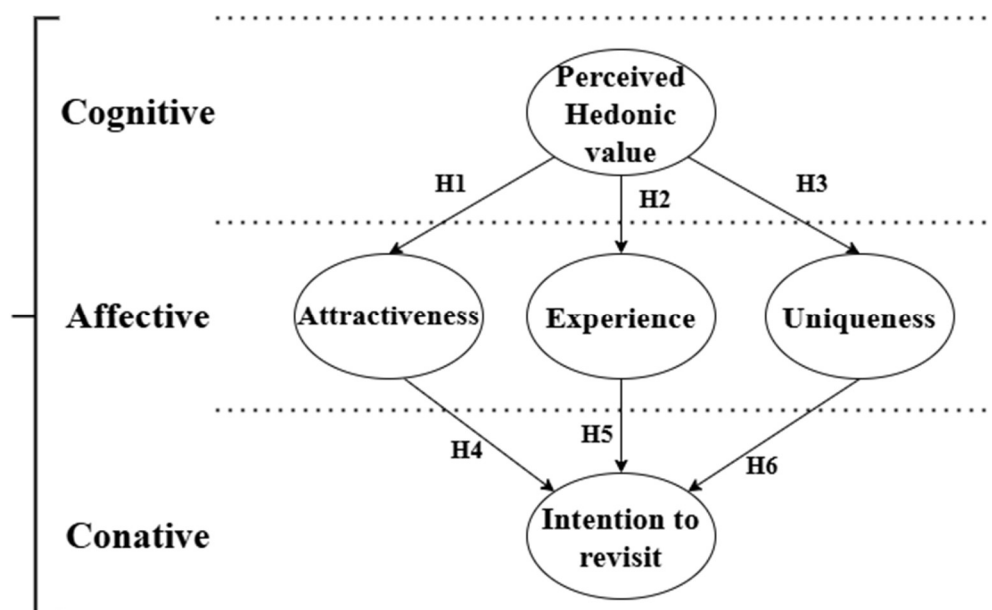 Cognitive
Perceived
Hedonic
value
H1
H2
H3
Affective
Attractiveness
Experience
Uniqueness
H4
H5
H6
Conative
Intention to
revisit